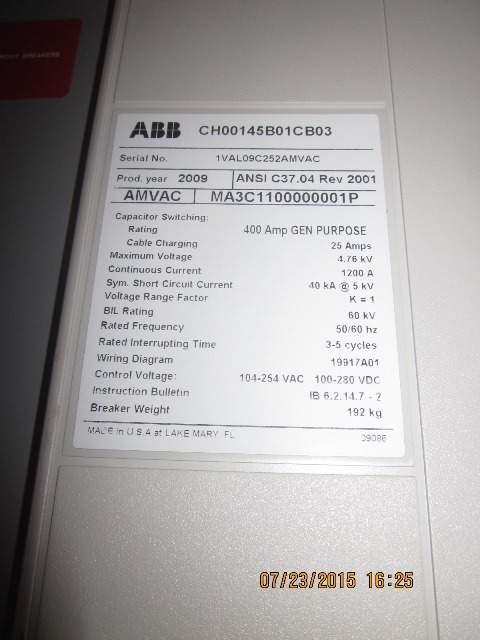 CIRCUIT BREAKERS
ABB CH00145B01CB03
Serial No. 1VAL09C252AMVAC
Prod. year 2009 ANSI C37.04 Rev 2001
AMVAC MA3C1100000001P
Capacitor Switching:
Rating 400 Amp GEN PURPOSE
Cable Charging 25 Amps
Maximum Voltage 4.76 kV
Continuous Current 1200 A
Sym. Short Circuit Current 40 kA @ 5 kV
Voltage Range Factor K = 1
BIL Rating 60 kV
Rated Frequency 50/60 hz
Rated Interrupting Time 3-5 cycles
Wiring Diagram 19917A01
Control Voltage: 104-254 VAC 100-280 VDC
Instruction Bulletin IB 6.2.14.7 - 2
Breaker Weight 192 kg
MADE in U.S.A at LAKE MARY, FL 09086
07/23/2015 16:25